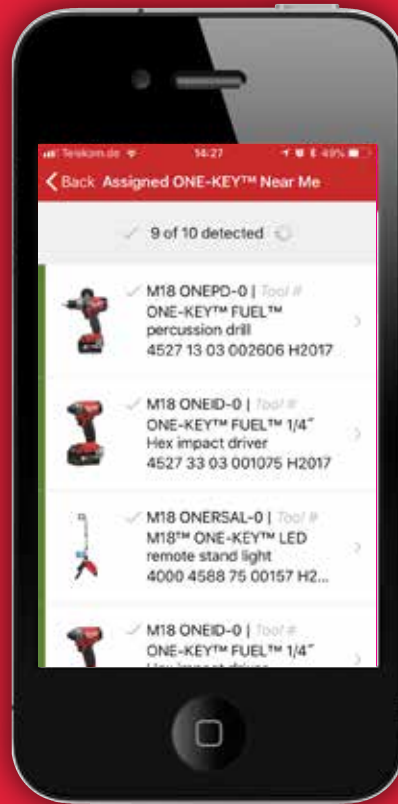 Telekom.de 14:27 49%
Back Assigned ONE-KEY™ Near Me
9 of 10 detected
M18 ONEPD-0 | Tool #
ONE-KEY™ FUEL™
percussion drill
4527 13 03 002606 H2017
M18 ONEID-0 | Tool #
ONE-KEY™ FUEL™ 1/4″
Hex impact driver
4527 33 03 001075 H2017
M18 ONERSAL-0 | Tool #
M18™ ONE-KEY™ LED
remote stand light
4000 4588 75 00157 H2...
M18 ONEID-0 | Tool #
ONE-KEY™ FUEL™ 1/4″
Hex impact driver